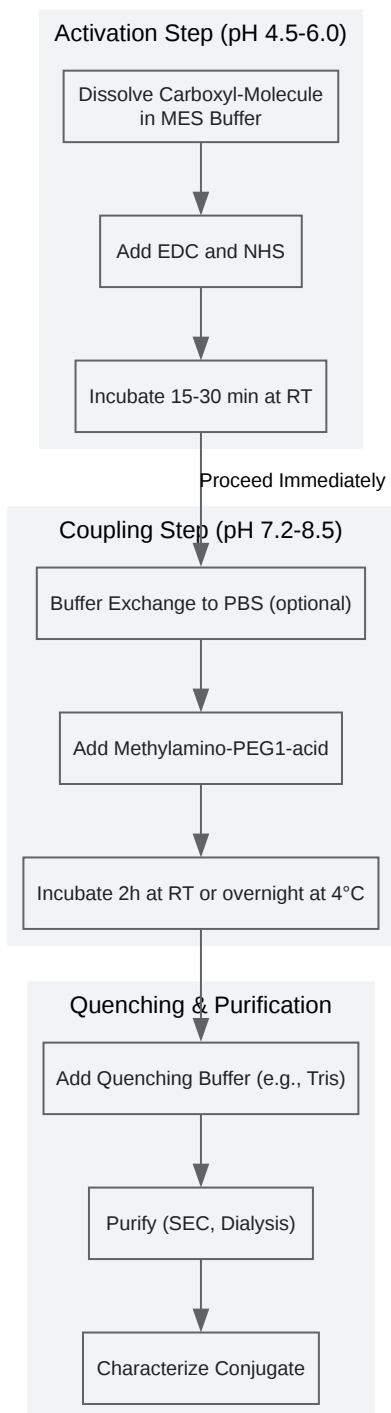 Activation Step (pH 4.5-6.0)
Dissolve Carboxyl-Molecule
in MES Buffer
Add EDC and NHS
Incubate 15-30 min at RT
Proceed Immediately
Coupling Step (pH 7.2-8.5)
Buffer Exchange to PBS (optional)
Add Methylamino-PEG1-acid
Incubate 2h at RT or overnight at 4°C
Quenching & Purification
Add Quenching Buffer (e.g., Tris)
Purify (SEC, Dialysis)
Characterize Conjugate